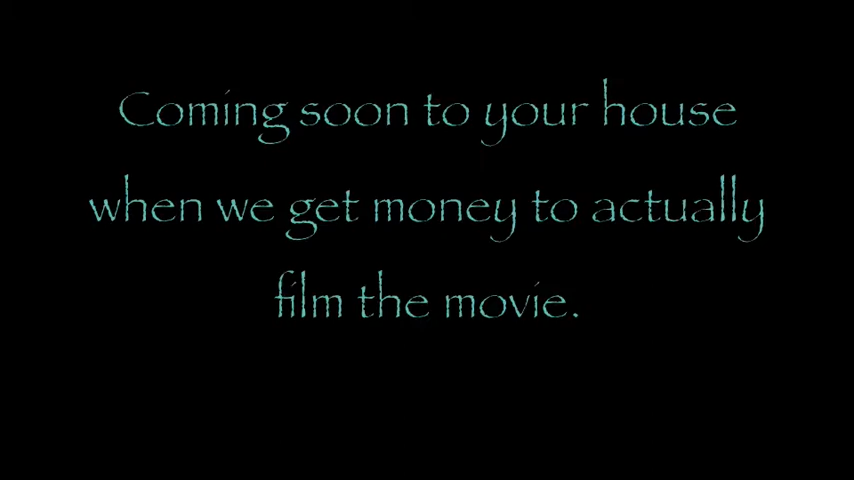 Coming soon to your house
when we get money to actually
film the movie.